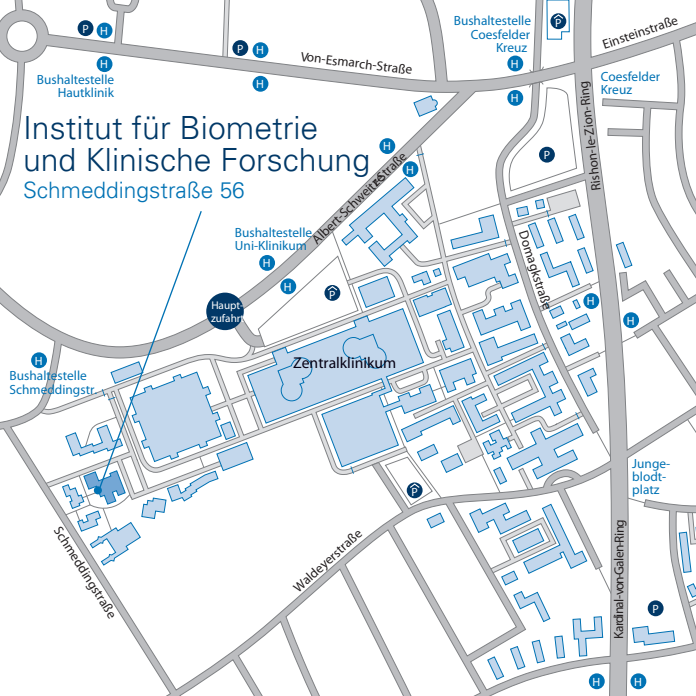 P
H
P
H
Bushaltestelle
Hautklinik
H
H
Von-Esmarch-Straße
Bushaltestelle
Coesfelder
Kreuz
H
H
P
Einsteinstraße
Coesfelder
Kreuz
Rishon-le-Zion-Ring
P
Institut für Biometrie
und Klinische Forschung
Schmeddingstraße 56
H
H
Albert-Schweitzer-Straße
Bushaltestelle
Uni-Klinikum
H
H
P
Haupt-
zufahrt
Domagkstraße
H
H
Zentralklinikum
H
Bushaltestelle
Schmeddingstr.
Junge-
blodt-
platz
P
Schmeddingstraße
Waldeyerstraße
Kardinal-von-Galen-Ring
P
H
H